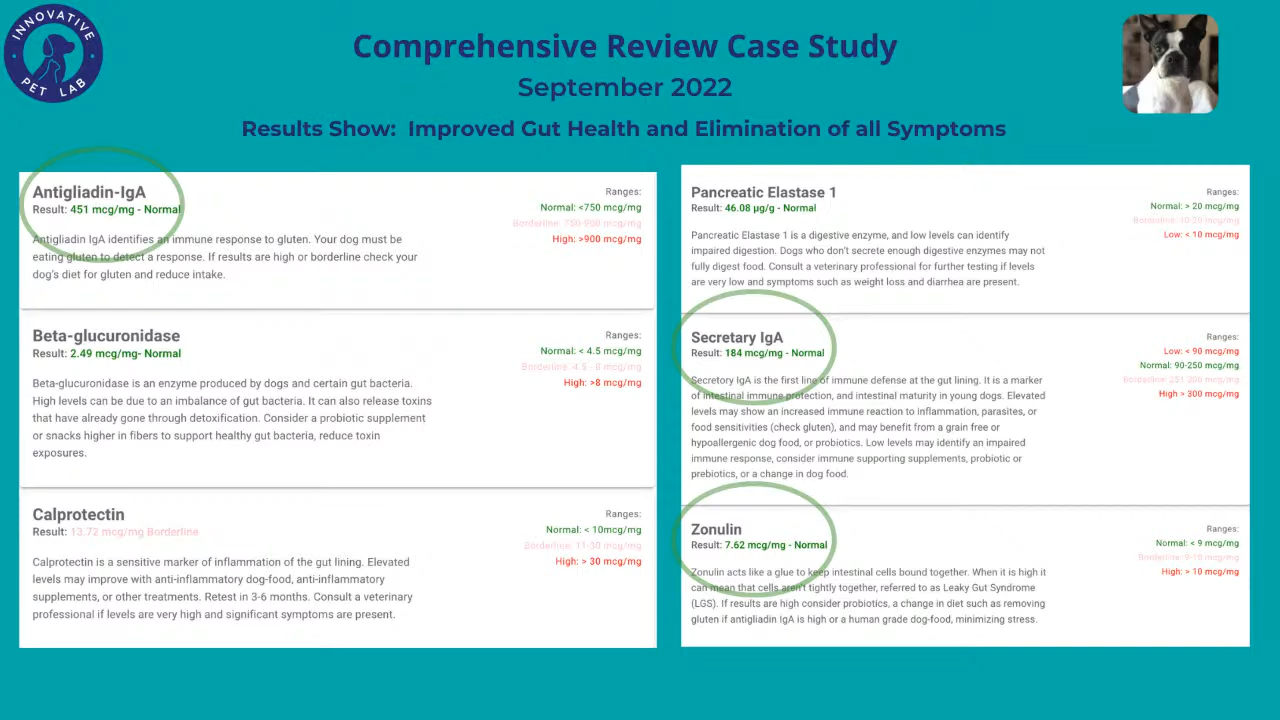 INNOVATIVE
PET LAB
Comprehensive Review Case Study
September 2022
Results Show: Improved Gut Health and Elimination of all Symptoms
Antigliadin-IgA
Result: 451 mcg/mg - Normal
Ranges:
Normal: <750 mcg/mg
Borderline: 750-900 mcg/mg
High: >900 mcg/mg
Antigliadin IgA identifies an immune response to gluten. Your dog must be
eating gluten to detect a response. If results are high or borderline check your
dog's diet for gluten and reduce intake.
Beta-glucuronidase
Result: 2.49 mcg/mg- Normal
Ranges:
Normal: < 4.5 mcg/mg
Borderline: 4.5 - 8 mcg/mg
High: >8 mcg/mg
Beta-glucuronidase is an enzyme produced by dogs and certain gut bacteria.
High levels can be due to an imbalance of gut bacteria. It can also release toxins
that have already gone through detoxification. Consider a probiotic supplement
or snacks higher in fibers to support healthy gut bacteria, reduce toxin
exposures.
Calprotectin
Result: 13.72 mcg/mg Borderline
Ranges:
Normal: < 10mcg/mg
Borderline: 11-30 mcg/mg
High: > 30 mcg/mg
Calprotectin is a sensitive marker of inflammation of the gut lining. Elevated
levels may improve with anti-inflammatory dog-food, anti-inflammatory
supplements, or other treatments. Retest in 3-6 months. Consult a veterinary
professional if levels are very high and significant symptoms are present.
Pancreatic Elastase 1
Result: 46.08 µg/g - Normal
Ranges:
Normal: > 20 mcg/mg
Borderline: 10-20 mcg/mg
Low: < 10 mcg/mg
Pancreatic Elastase 1 is a digestive enzyme, and low levels can identify
impaired digestion. Dogs who don't secrete enough digestive enzymes may not
fully digest food. Consult a veterinary professional for further testing if levels
are very low and symptoms such as weight loss and diarrhea are present.
Secretary IgA
Result: 184 mcg/mg - Normal
Ranges:
Low: < 90 mcg/mg
Normal: 90-250 mcg/mg
Borderline: mcg/mg
High > 300 mcg/mg
Secretory IgA is the first line of immune defense at the gut lining. It is a marker
of intestinal immune protection, and intestinal maturity in young dogs. Elevated
levels may show an increased immune reaction to inflammation, parasites, or
food sensitivities (check gluten), and may benefit from a grain free or
hypoallergenic dog food, or probiotics. Low levels may identify an impaired
immune response, consider immune supporting supplements, probiotic or
prebiotics, or a change in dog food.
Zonulin
Result: 7.62 mcg/mg - Normal
Ranges:
Normal: < 9 mcg/mg
Borderline: 9-10 mcg/mg
High: > 10 mcg/mg
Zonulin acts like a glue to keep intestinal cells bound together. When it is high it
can mean that cells aren't tightly together, referred to as Leaky Gut Syndrome
(LGS). If results are high consider probiotics, a change in diet such as removing
gluten if antigliadin IgA is high or a human grade dog-food, minimizing stress.